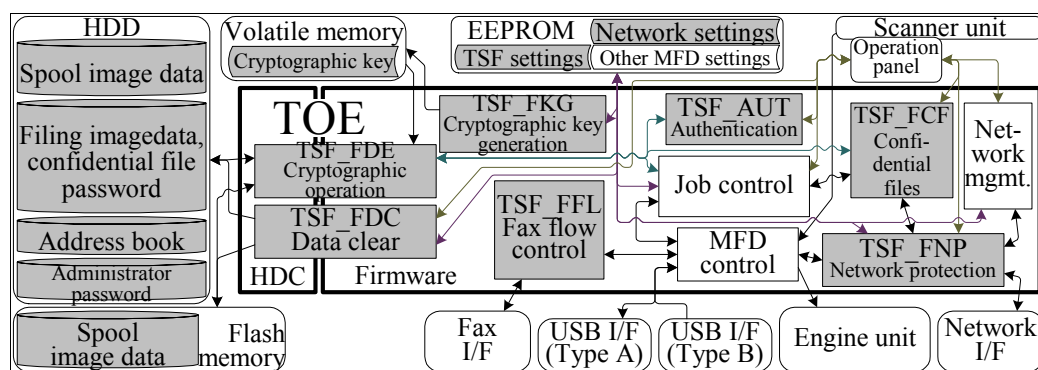 HDD
Spool image data
Filing imagedata,
confidential file
password
Address book
Administrator
password
Spool
image data
Flash
memory
Volatile memory
Cryptographic key
EEPROM
Network settings
TSF settings
Other MFD settings
Scanner unit
Operation
panel
TOE
HDC
Firmware
TSF_FKG
Cryptographic key
generation
TSF_AUT
Authentication
TSF_FCF
Confi-
dential
files
Net-
work
mgmt.
TSF_FDE
Cryptographic
operation
TSF_FDC
Data clear
TSF_FFL
Fax flow
control
Job control
MFD
control
TSF_FNP
Network protection
Fax
I/F
USB I/F
(Type A)
USB I/F
(Type B)
Engine unit
Network
I/F